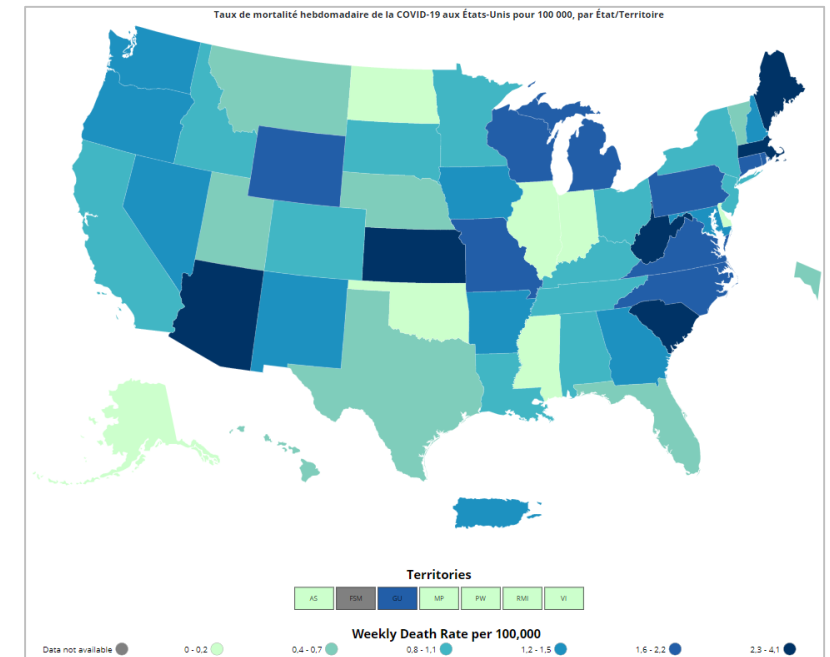 Taux de mortalité hebdomadaire de la COVID-19 aux États-Unis pour 100 000, par État/Territoire
Territories
AS FSM GU MP PW RMI VI
Weekly Death Rate per 100,000
Data not available 0 - 0,2 0,4 - 0,7 0,8 - 1,1 1,2 - 1,5 1,6 - 2,2 2,3 - 4,1